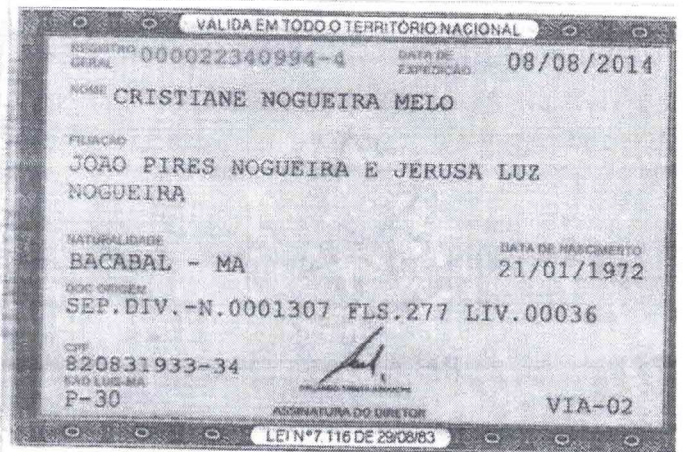 VALIDA EM TODO O TERRITÓRIO NACIONAL
REGISTRO GERAL 000022340994-4 DATA DE EXPEDIÇÃO 08/08/2014
NOME CRISTIANE NOGUEIRA MELO
FILIAÇÃO
JOAO PIRES NOGUEIRA E JERUSA LUZ
NOGUEIRA
NATURALIDADE DATA DE NASCIMENTO
BACABAL - MA 21/01/1972
DOC ORIGEM
SEP.DIV.-N.0001307 FLS.277 LIV.00036
CPF
820831933-34
SAO LUIS-MA
P-30 ASSINATURA DO DIRETOR VIA-02
LEI Nº 7.116 DE 29/08/83